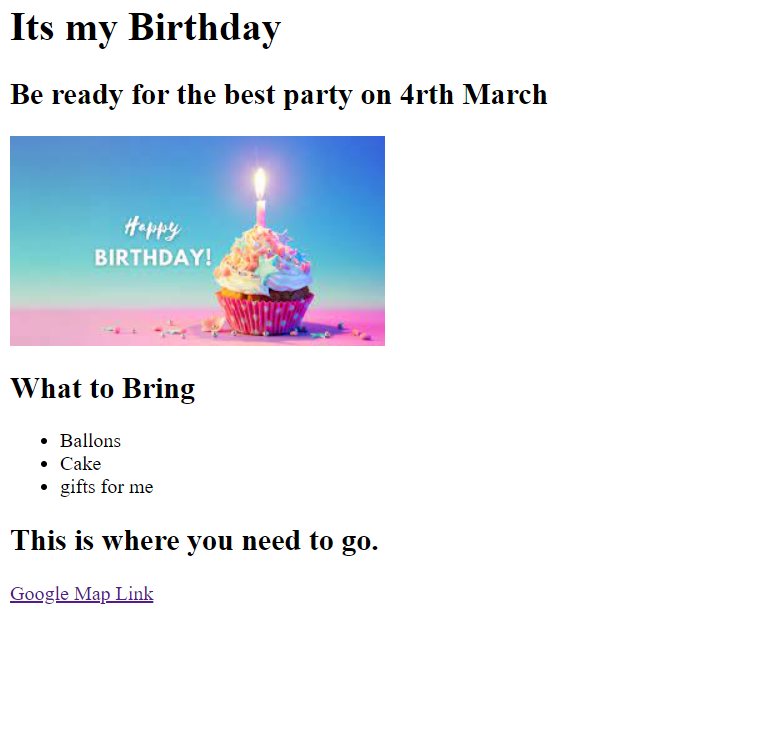 Its my Birthday
Be ready for the best party on 4rth March
Happy
BIRTHDAY!
What to Bring
Ballons
Cake
gifts for me
This is where you need to go.
Google Map Link